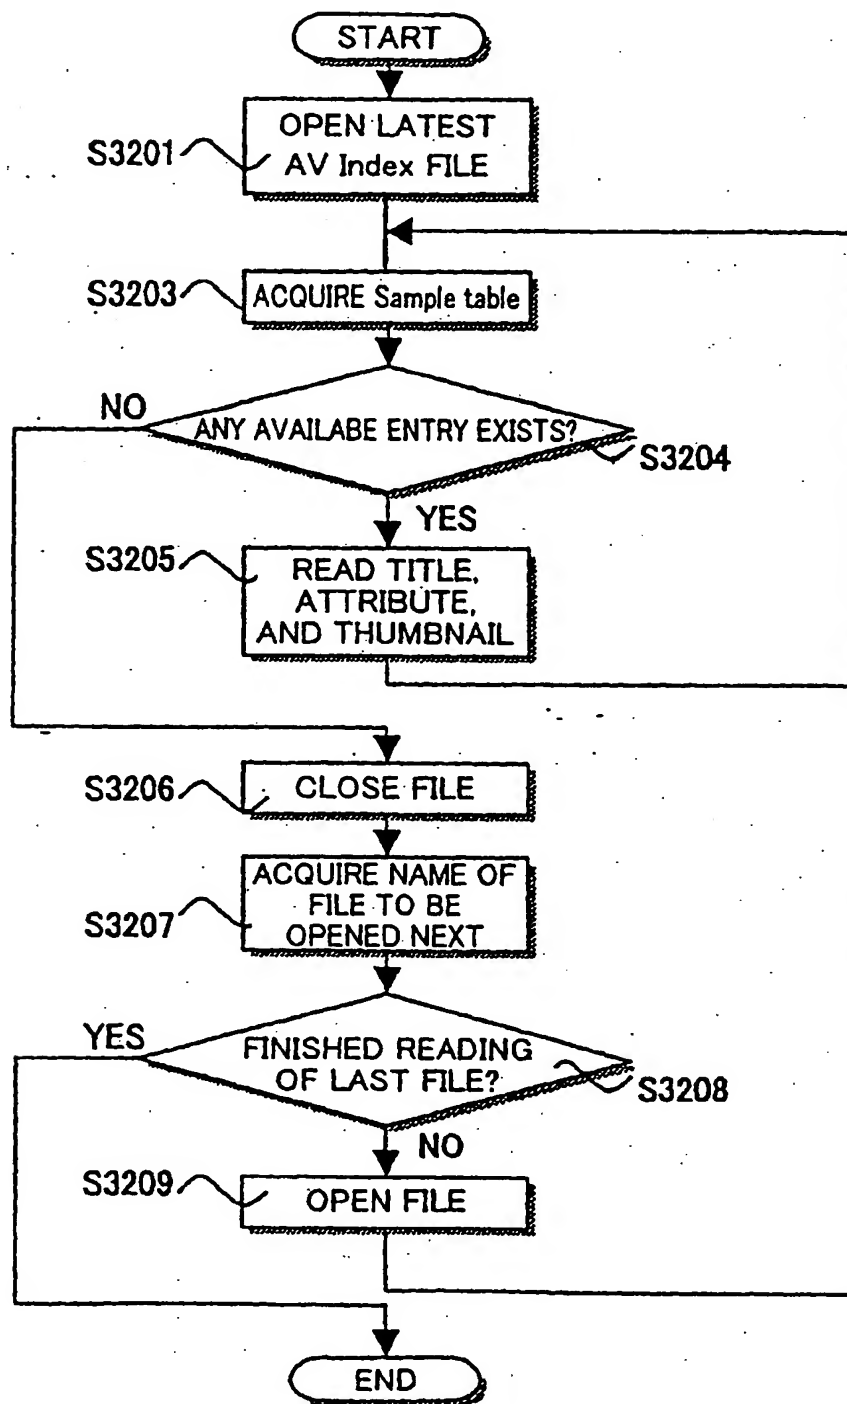 START
OPEN LATEST
S3201
AV Index FILE
S3203
ACQUIRE Sample table
NO
ANY AVAILABE ENTRY EXISTS?
S3204
YES
S3205
READ TITLE,
ATTRIBUTE,
AND THUMBNAIL
S3206
CLOSE FILE
ACQUIRE NAME OF
S3207
FILE TO BE
OPENED NEXT
YES
FINISHED READING
OF LAST FILE?
S3208
NO
S3209
OPEN FILE
END